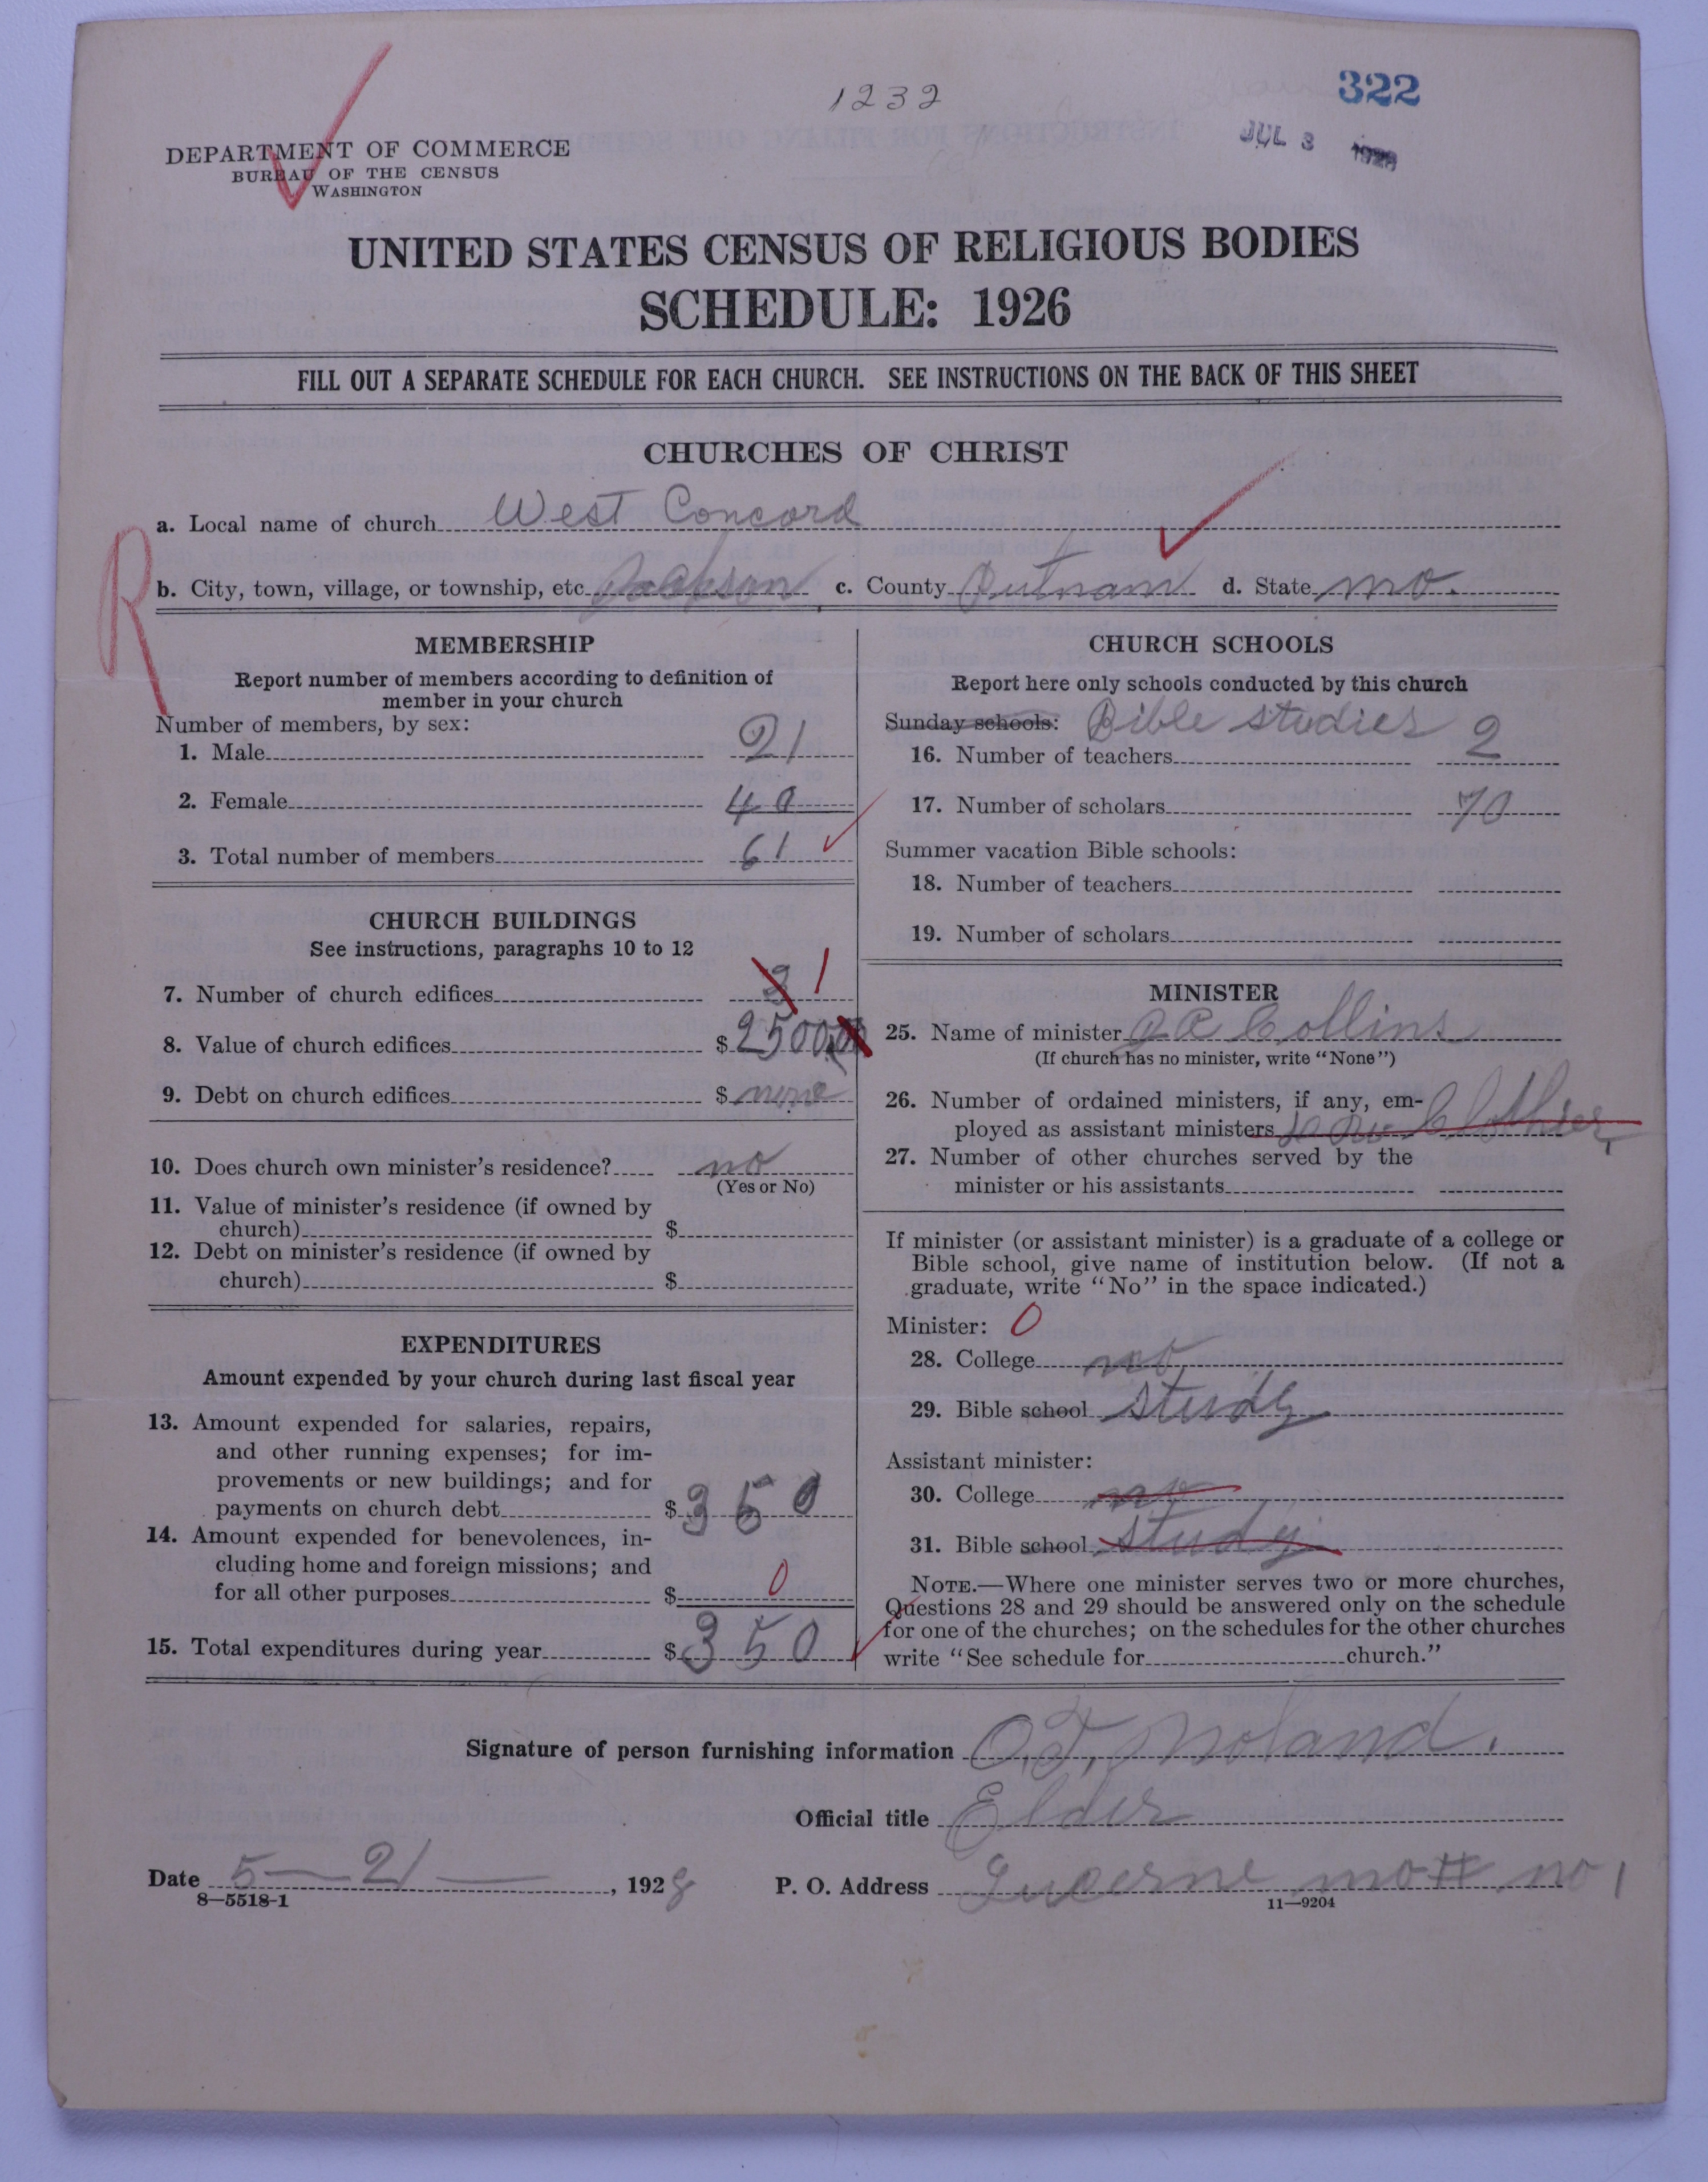 1232
322
JUL 3 1928
DEPARTMENT OF COMMERCE
BUREAU OF THE CENSUS
WASHINGTON
UNITED STATES CENSUS OF RELIGIOUS BODIES
SCHEDULE: 1926
FILL OUT A SEPARATE SCHEDULE FOR EACH CHURCH. SEE INSTRUCTIONS ON THE BACK OF THIS SHEET
CHURCHES OF CHRIST
a. Local name of church West Concord
R
b. City, town, village, or township, etc. Jackson c. County Putnam d. State Mo.
MEMBERSHIP
Report number of members according to definition of
member in your church
Number of members, by sex:
1. Male 21
2. Female 40
3. Total number of members 61
CHURCH BUILDINGS
See instructions, paragraphs 10 to 12
7. Number of church edifices 1
8. Value of church edifices $ 2500
9. Debt on church edifices $ none
10. Does church own minister's residence? no
(Yes or No)
11. Value of minister's residence (if owned by
church) $
12. Debt on minister's residence (if owned by
church) $
EXPENDITURES
Amount expended by your church during last fiscal year
13. Amount expended for salaries, repairs,
and other running expenses; for im-
provements or new buildings; and for
payments on church debt $ 350
14. Amount expended for benevolences, in-
cluding home and foreign missions; and
for all other purposes $ 0
15. Total expenditures during year $ 350
CHURCH SCHOOLS
Report here only schools conducted by this church
Sunday schools: Bible studies
16. Number of teachers 2
17. Number of scholars 70
Summer vacation Bible schools:
18. Number of teachers
19. Number of scholars
MINISTER
25. Name of minister Collins
(If church has no minister, write "None")
26. Number of ordained ministers, if any, em-
ployed as assistant ministers Clothier
27. Number of other churches served by the
minister or his assistants
If minister (or assistant minister) is a graduate of a college or
Bible school, give name of institution below. (If not a
graduate, write "No" in the space indicated.)
Minister: 0
28. College no
29. Bible school study
Assistant minister:
30. College no
31. Bible school study
NOTE.—Where one minister serves two or more churches,
Questions 28 and 29 should be answered only on the schedule
for one of the churches; on the schedules for the other churches
write "See schedule for church."
Signature of person furnishing information O.T. Noland.
Official title Elder
Date 5-21-, 1928
P. O. Address Lucerne mo # no 1
8—5518-1
11—9204